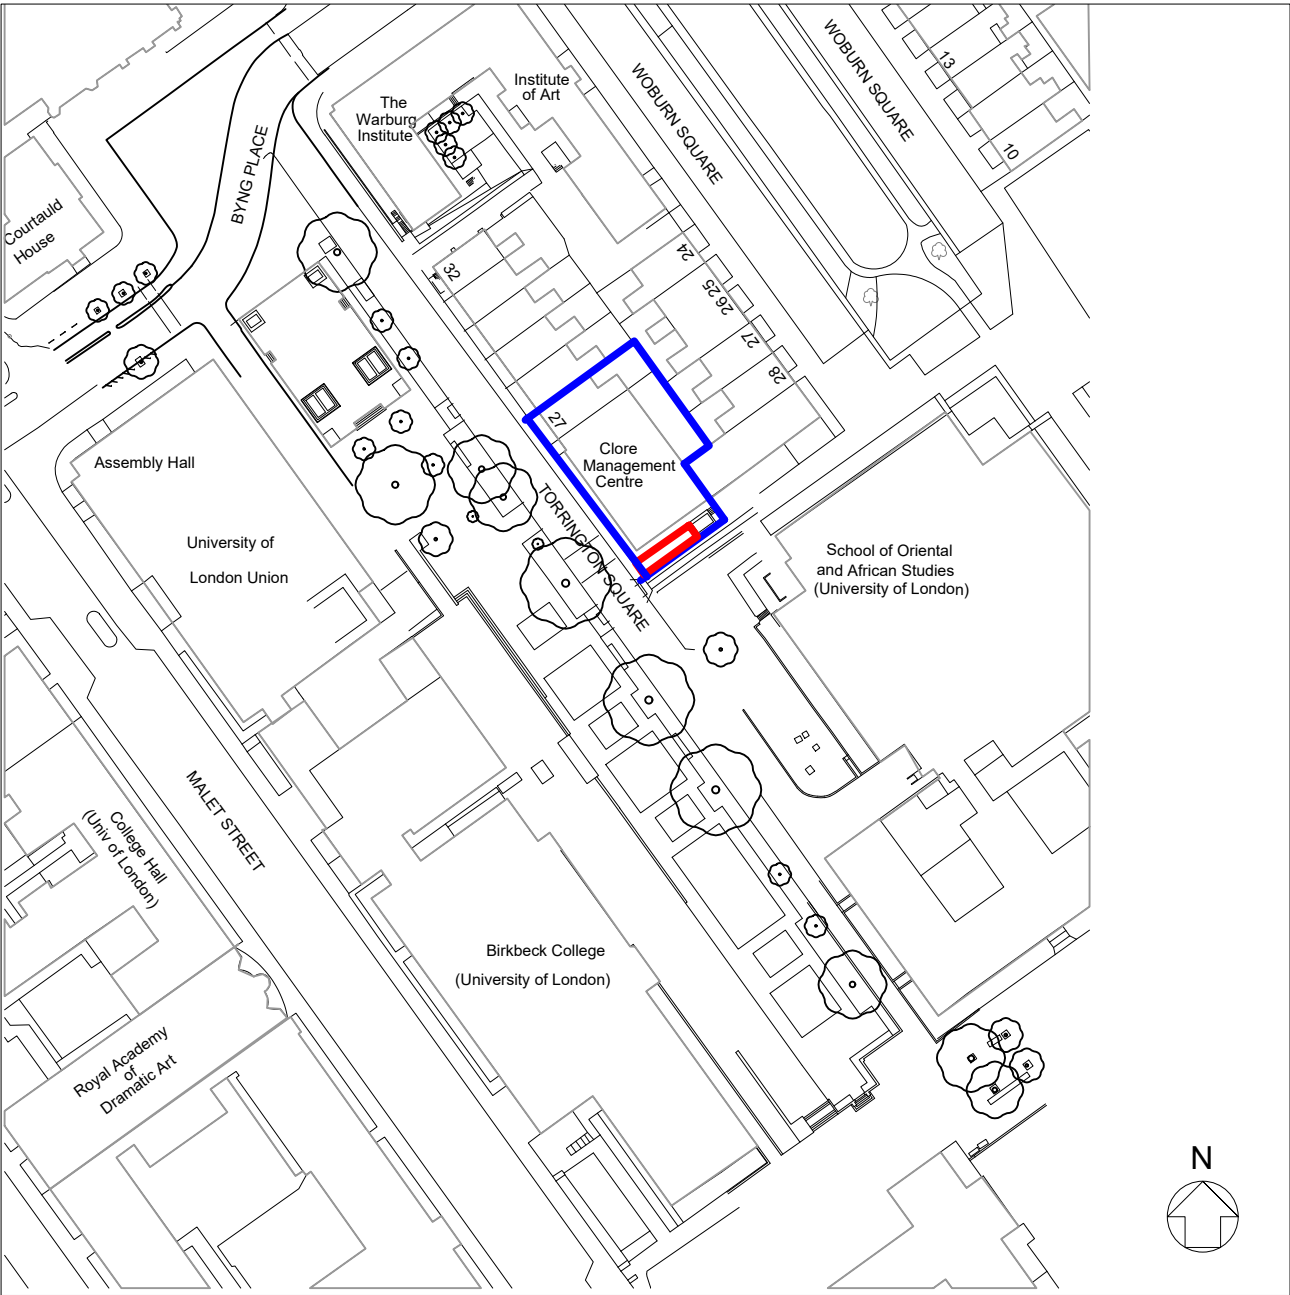 WOBURN SQUARE
WOBURN SQUARE
13
10
Institute
of Art
The
Warburg
Institute
BYNG PLACE
Courtauld
House
32
24
26 25
27
28
27
Clore
Management
Centre
TORRINGTON SQUARE
Assembly Hall
University of
London Union
School of Oriental
and African Studies
(University of London)
MALET STREET
College Hall
(Univ of London)
Birkbeck College
(University of London)
Royal Academy
of
Dramatic Art
N